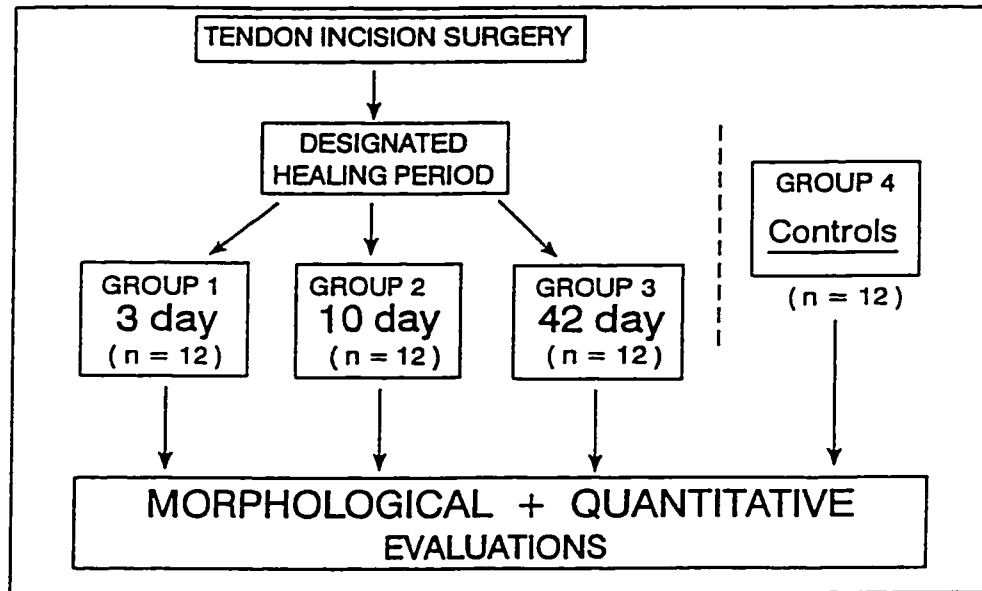 TENDON INCISION SURGERY
DESIGNATED
HEALING PERIOD
GROUP 1
3 day
( n = 12 )
GROUP 2
10 day
( n = 12 )
GROUP 3
42 day
( n = 12 )
GROUP 4
Controls
( n = 12 )
MORPHOLOGICAL + QUANTITATIVE
EVALUATIONS